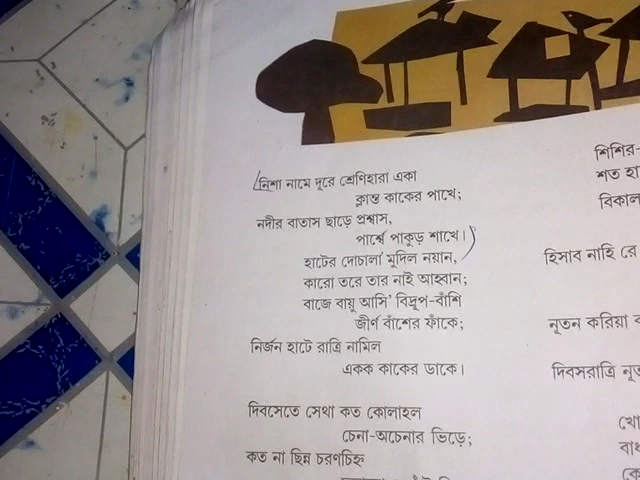 নিশা নামে দূরে শ্রেণিহারা একা
ক্লান্ত কাকের পাখে;
নদীর বাতাস ছাড়ে প্রশ্বাস,
পার্শ্বে পাকুড় শাখে।
হাটের দোচালা মুদিল নয়ান,
কারো তরে তার নাই আহ্বান;
বাজে বায়ু আসি' বিদ্রূপ-বাঁশি
জীর্ণ বাঁশের ফাঁকে;
নির্জন হাটে রাত্রি নামিল
একক কাকের ডাকে।
দিবসেতে সেথা কত কোলাহল
চেনা-অচেনার ভিড়ে;
কত না ছিন্ন চরণচিহ্ন
শিশির-
শত হা
বিকাল
হিসাব নাহি রে
নূতন করিয়া
দিবসরাত্রি নূত
খো
বাধ